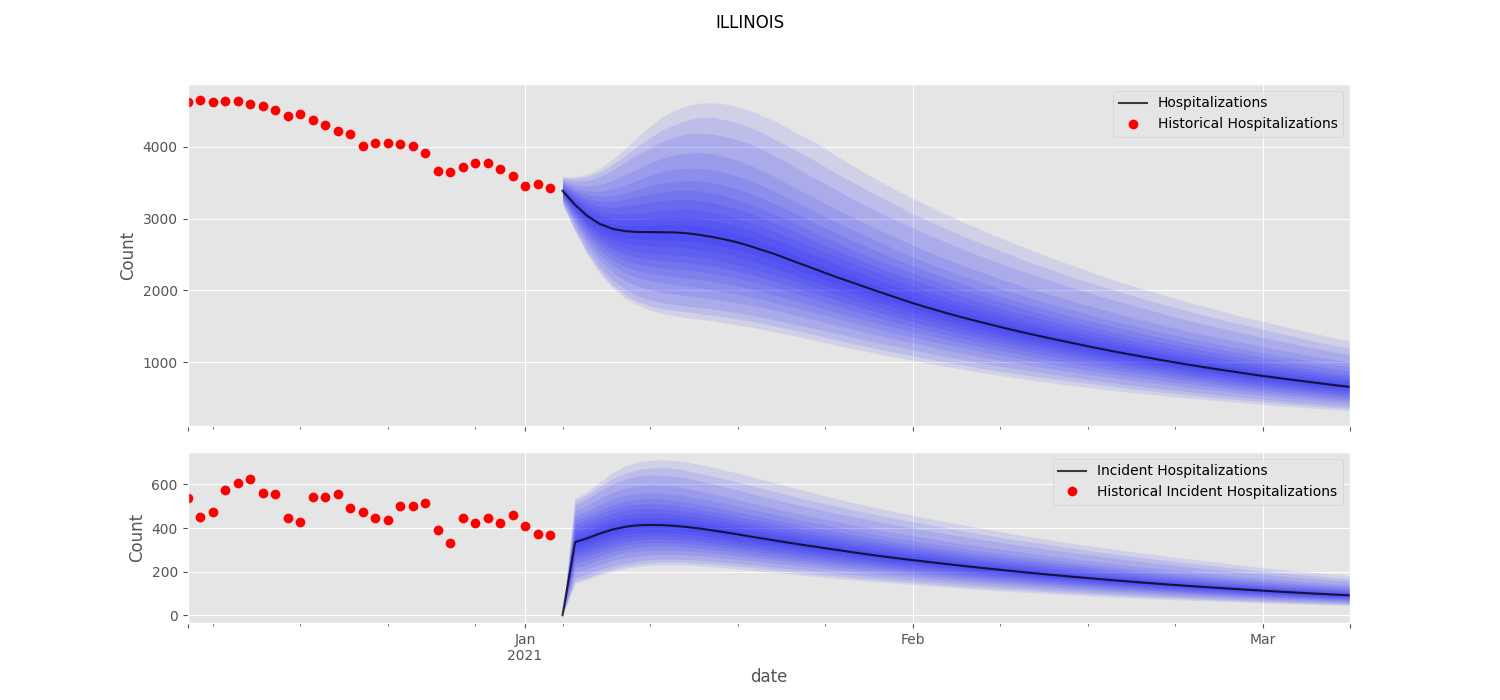 ILLINOIS
Hospitalizations
Historical Hospitalizations
4000
3000
2000
1000
Count
Incident Hospitalizations
Historical Incident Hospitalizations
600
400
200
0
Count
Jan
2021
Feb
Mar
date